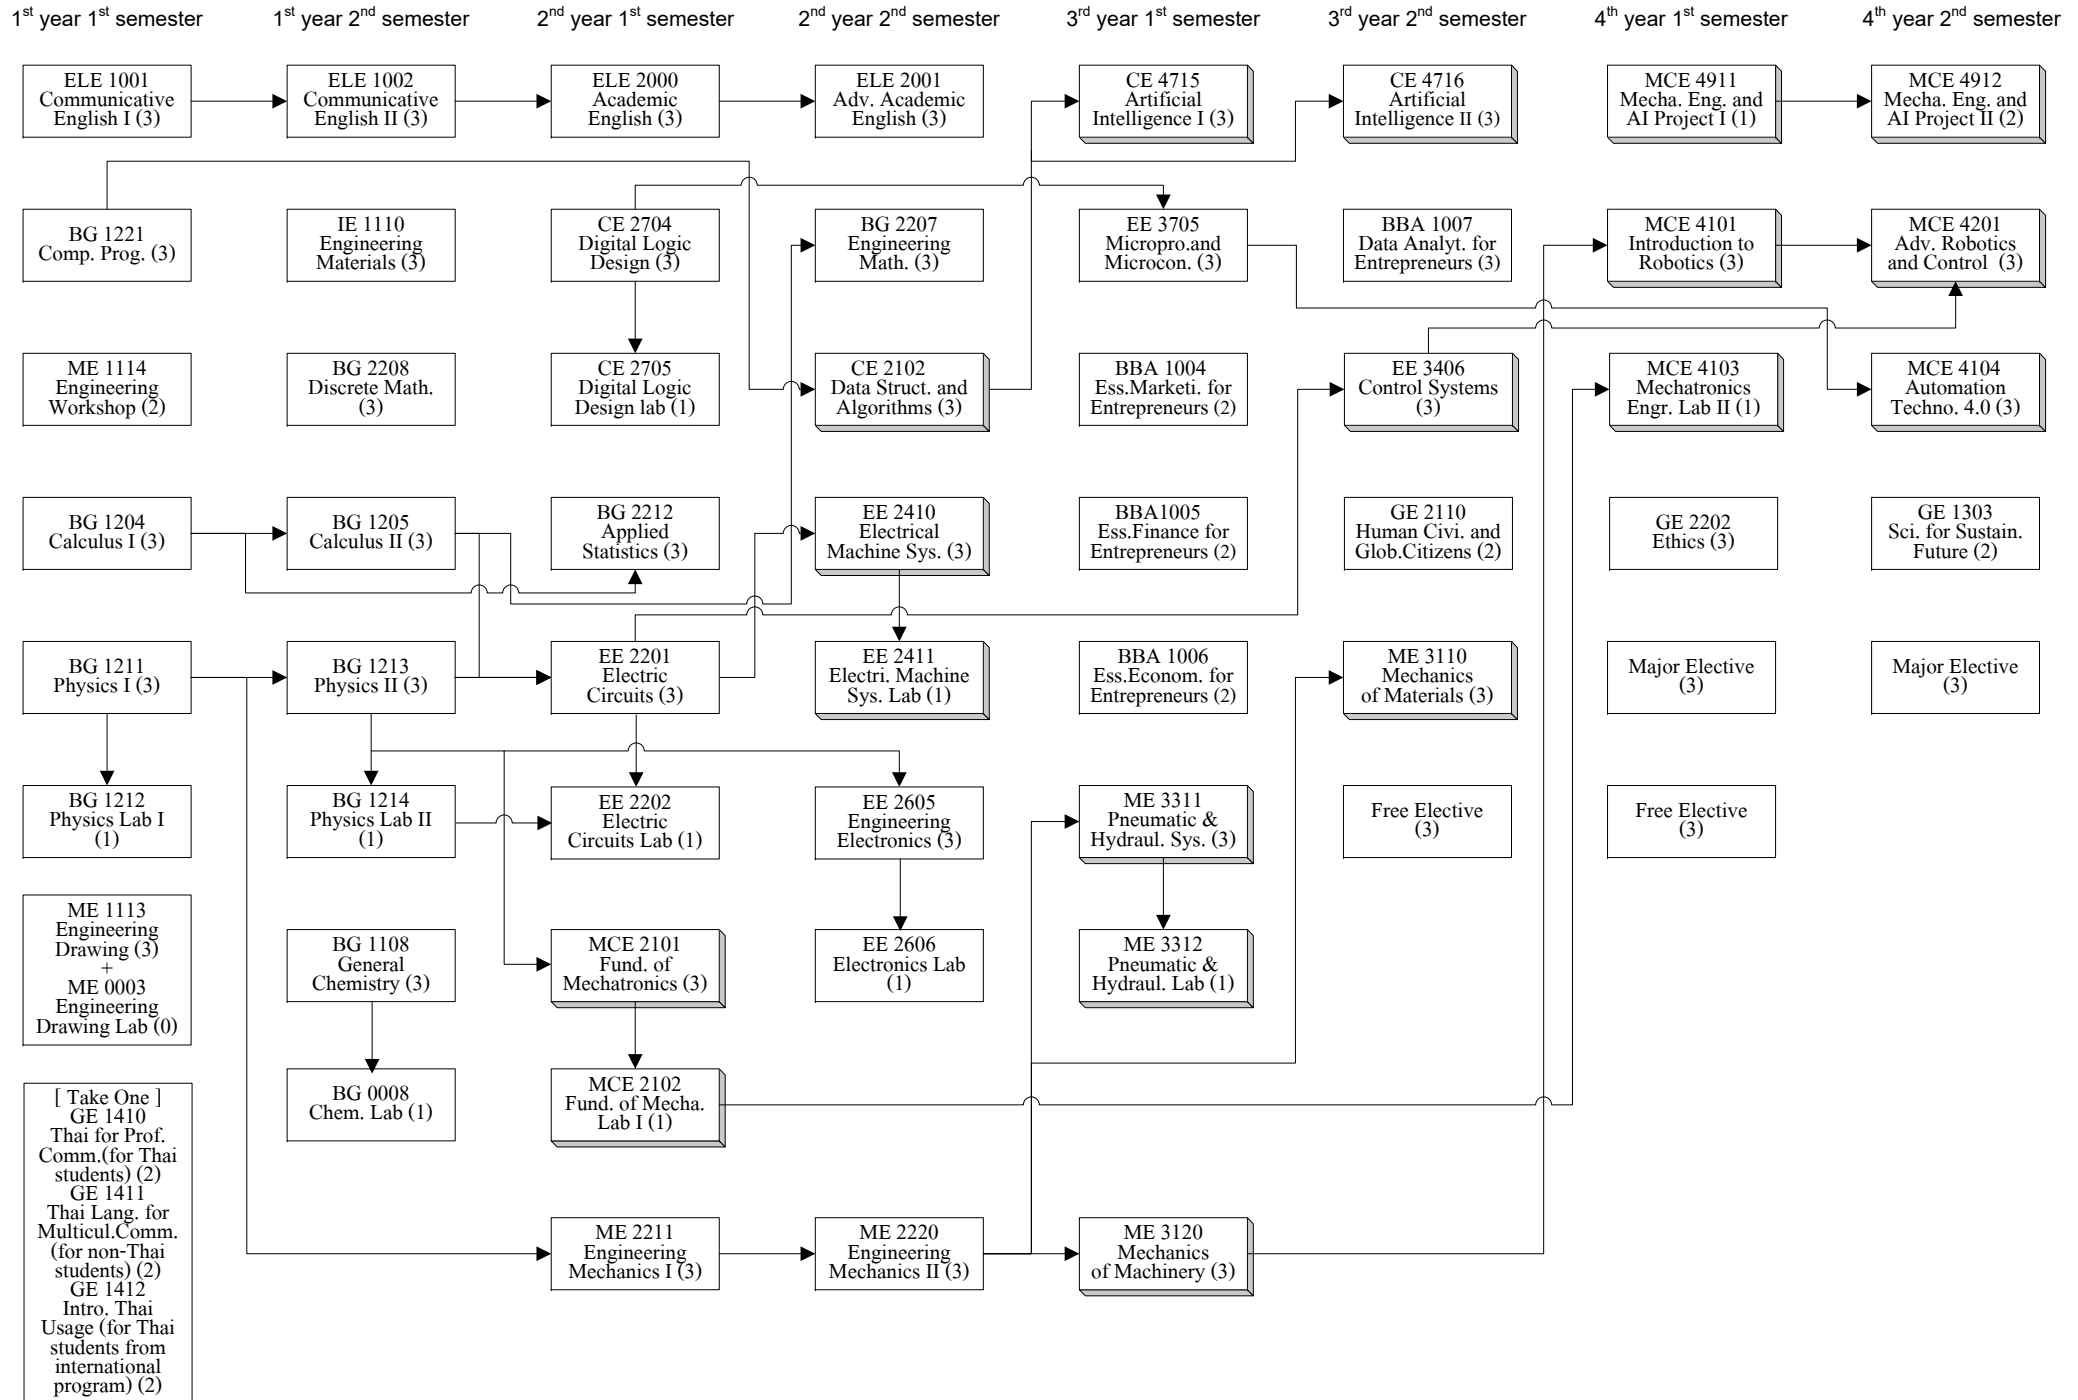 1st year 1st semester
1st year 2nd semester
2nd year 1st semester
2nd year 2nd semester
3rd year 1st semester
3rd year 2nd semester
4th year 1st semester
4th year 2nd semester
ELE 1001
Communicative
English I (3)
ELE 1002
Communicative
English II (3)
ELE 2000
Academic
English (3)
ELE 2001
Adv. Academic
English (3)
CE 4715
Artificial
Intelligence I (3)
CE 4716
Artificial
Intelligence II (3)
MCE 4911
Mecha. Eng. and
AI Project I (1)
MCE 4912
Mecha. Eng. and
AI Project II (2)
BG 1221
Comp. Prog. (3)
IE 1110
Engineering
Materials (3)
CE 2704
Digital Logic
Design (3)
BG 2207
Engineering
Math. (3)
EE 3705
Micropro.and
Microcon. (3)
BBA 1007
Data Analyt. for
Entrepreneurs (3)
MCE 4101
Introduction to
Robotics (3)
MCE 4201
Adv. Robotics
and Control (3)
ME 1114
Engineering
Workshop (2)
BG 2208
Discrete Math.
(3)
CE 2705
Digital Logic
Design lab (1)
CE 2102
Data Struct. and
Algorithms (3)
BBA 1004
Ess.Marketi. for
Entrepreneurs (2)
EE 3406
Control Systems
(3)
MCE 4103
Mechatronics
Engr. Lab II (1)
MCE 4104
Automation
Techno. 4.0 (3)
BG 1204
Calculus I (3)
BG 1205
Calculus II (3)
BG 2212
Applied
Statistics (3)
EE 2410
Electrical
Machine Sys. (3)
BBA1005
Ess.Finance for
Entrepreneurs (2)
GE 2110
Human Civi. and
Glob.Citizens (2)
GE 2202
Ethics (3)
GE 1303
Sci. for Sustain.
Future (2)
BG 1211
Physics I (3)
BG 1213
Physics II (3)
EE 2201
Electric
Circuits (3)
EE 2411
Electri. Machine
Sys. Lab (1)
BBA 1006
Ess.Econom. for
Entrepreneurs (2)
ME 3110
Mechanics
of Materials (3)
Major Elective
(3)
Major Elective
(3)
BG 1212
Physics Lab I
(1)
BG 1214
Physics Lab II
(1)
EE 2202
Electric
Circuits Lab (1)
EE 2605
Engineering
Electronics (3)
ME 3311
Pneumatic &
Hydraul. Sys. (3)
Free Elective
(3)
Free Elective
(3)
ME 1113
Engineering
Drawing (3)
+
ME 0003
Engineering
Drawing Lab (0)
BG 1108
General
Chemistry (3)
MCE 2101
Fund. of
Mechatronics (3)
EE 2606
Electronics Lab
(1)
ME 3312
Pneumatic &
Hydraul. Lab (1)
[ Take One ]
GE 1410
Thai for Prof.
Comm.(for Thai
students) (2)
GE 1411
Thai Lang. for
Multicul.Comm.
(for non-Thai
students) (2)
GE 1412
Intro. Thai
Usage (for Thai
students from
international
program) (2)
BG 0008
Chem. Lab (1)
MCE 2102
Fund. of Mecha.
Lab I (1)
ME 2211
Engineering
Mechanics I (3)
ME 2220
Engineering
Mechanics II (3)
ME 3120
Mechanics
of Machinery (3)